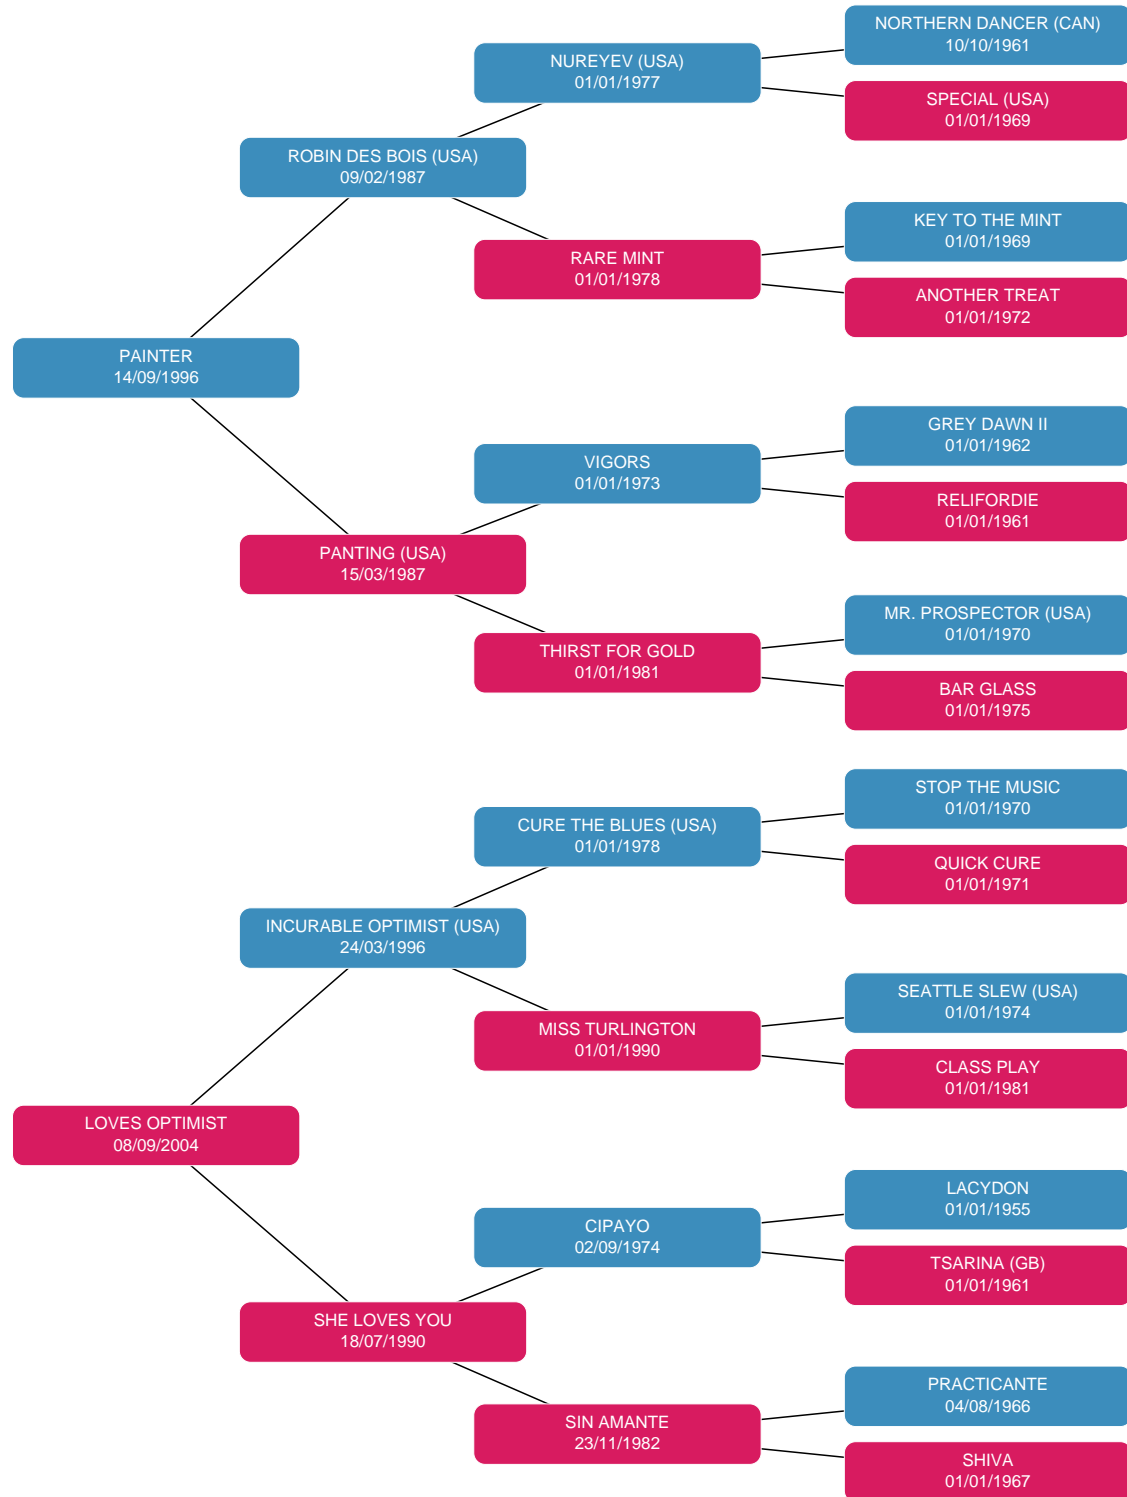 NORTHERN DANCER (CAN)
10/10/1961
NUREYEV (USA)
01/01/1977
SPECIAL (USA)
01/01/1969
ROBIN DES BOIS (USA)
09/02/1987
KEY TO THE MINT
01/01/1969
RARE MINT
01/01/1978
ANOTHER TREAT
01/01/1972
PAINTER
14/09/1996
GREY DAWN II
01/01/1962
VIGORS
01/01/1973
RELIFORDIE
01/01/1961
PANTING (USA)
15/03/1987
MR. PROSPECTOR (USA)
01/01/1970
THIRST FOR GOLD
01/01/1981
BAR GLASS
01/01/1975
STOP THE MUSIC
01/01/1970
CURE THE BLUES (USA)
01/01/1978
QUICK CURE
01/01/1971
INCURABLE OPTIMIST (USA)
24/03/1996
SEATTLE SLEW (USA)
01/01/1974
MISS TURLINGTON
01/01/1990
CLASS PLAY
01/01/1981
LOVES OPTIMIST
08/09/2004
LACYDON
01/01/1955
CIPAYO
02/09/1974
TSARINA (GB)
01/01/1961
SHE LOVES YOU
18/07/1990
PRACTICANTE
04/08/1966
SIN AMANTE
23/11/1982
SHIVA
01/01/1967